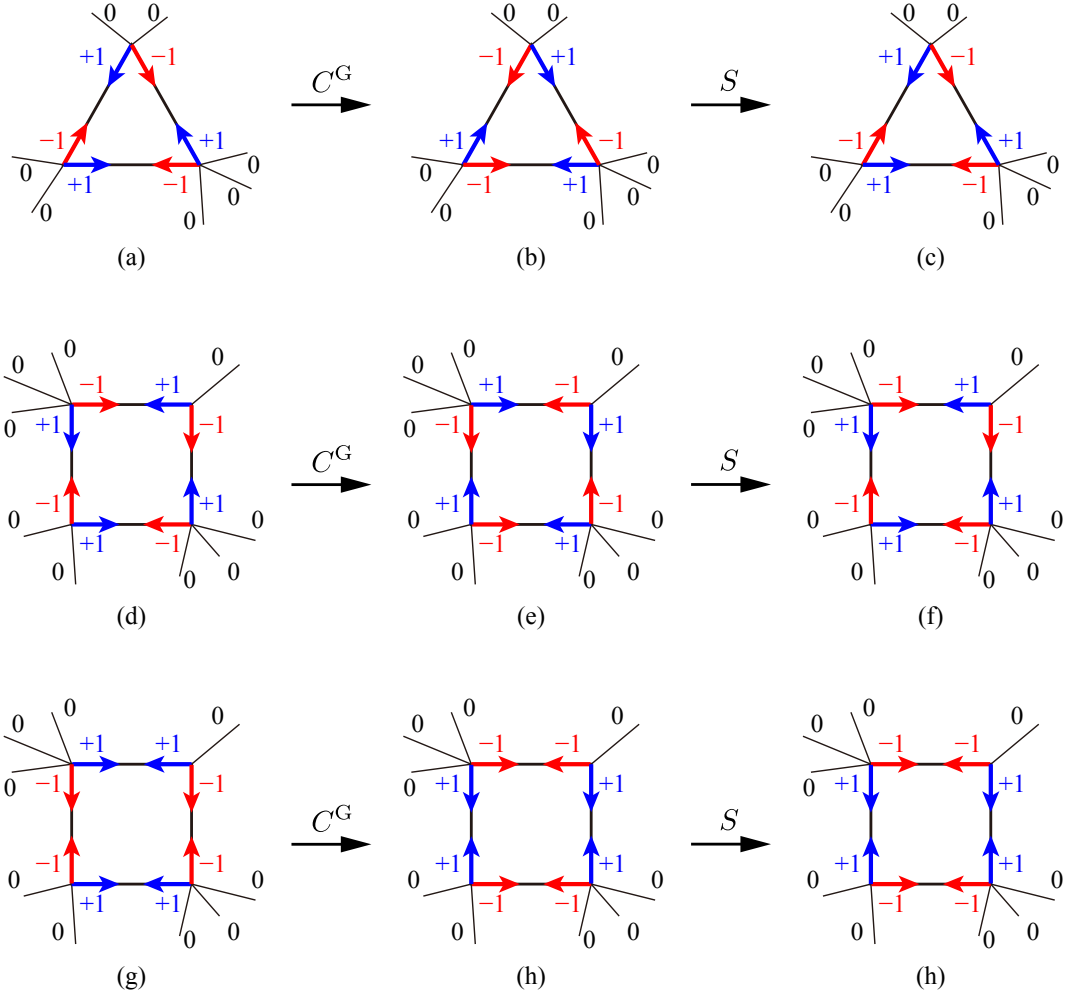 0 0 0 0 0 0
+1 −1 −1 +1 +1 −1
C^G S
−1 +1 +1 −1 −1 +1
0 0 0 0 0 0
+1 −1 −1 +1 +1 −1
0 0 0 0 0 0 0 0 0
(a) (b) (c)
0 0 0 0 0 0 0 0 0
−1 +1 +1 −1 −1 +1
0 +1 −1 0 −1 +1 0 +1 −1
C^G S
−1 +1 +1 −1 −1 +1
0 0 0 0 0 0
+1 −1 −1 +1 +1 −1
0 0 0 0 0 0 0 0 0
(d) (e) (f)
0 0 0 0 0 0 0 0 0
+1 +1 −1 −1 −1 −1
0 −1 −1 0 +1 +1 0 +1 +1
C^G S
−1 −1 +1 +1 +1 +1
0 0 0 0 0 0
+1 +1 −1 −1 −1 −1
0 0 0 0 0 0 0 0 0
(g) (h) (h)